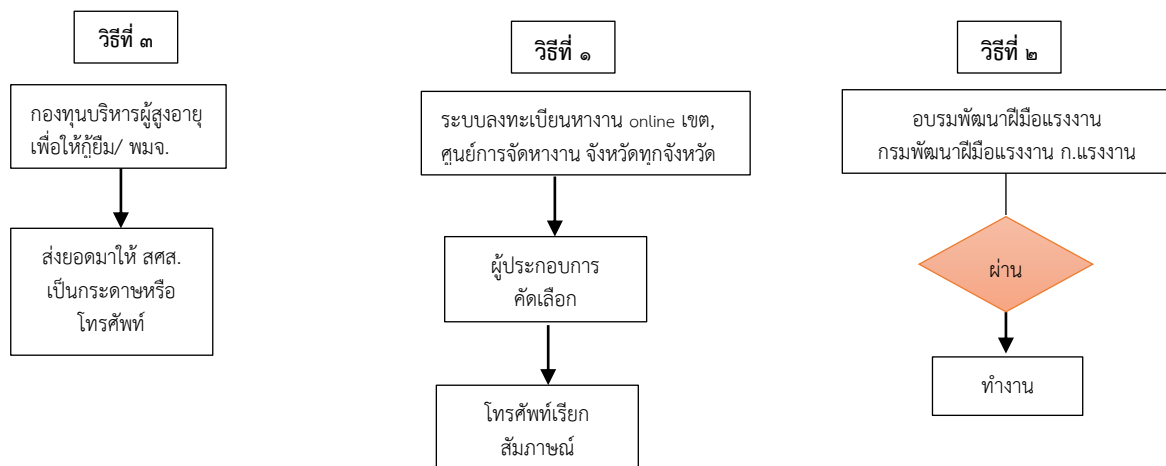 วิธีที่ ๓
กองทุนบริหารผู้สูงอายุ
เพื่อให้กู้ยืม/ พมจ.
ส่งยอดมาให้ สศส.
เป็นกระดาษหรือ
โทรศัพท์
วิธีที่ ๑
ระบบลงทะเบียนหางาน online เขต,
ศูนย์การจัดหางาน จังหวัดทุกจังหวัด
ผู้ประกอบการ
คัดเลือก
โทรศัพท์เรียก
สัมภาษณ์
วิธีที่ ๒
อบรมพัฒนาฝีมือแรงงาน
กรมพัฒนาฝีมือแรงงาน ก.แรงงาน
ผ่าน
ทำงาน